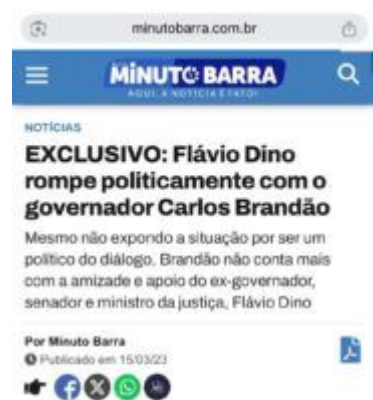 minutobarra.com.br
MINUTO BARRA
AQUI, A NOTÍCIA É FATO!
NOTÍCIAS
EXCLUSIVO: Flávio Dino
rompe politicamente com o
governador Carlos Brandão
Mesmo não expondo a situação por ser um
político do diálogo, Brandão não conta mais
com a amizade e apoio do ex-governador,
senador e ministro da justiça, Flávio Dino
Por Minuto Barra
Publicado em 15/03/23